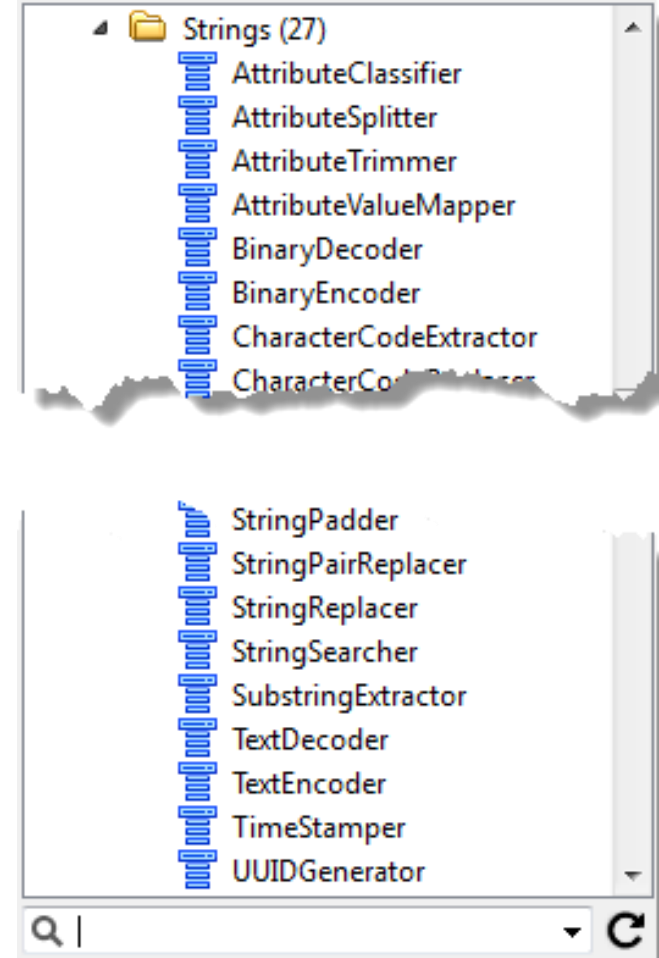 Strings (27)
AttributeClassifier
AttributeSplitter
AttributeTrimmer
AttributeValueMapper
BinaryDecoder
BinaryEncoder
CharacterCodeExtractor
StringPadder
StringPairReplacer
StringReplacer
StringSearcher
SubstringExtractor
TextDecoder
TextEncoder
TimeStamper
UUIDGenerator